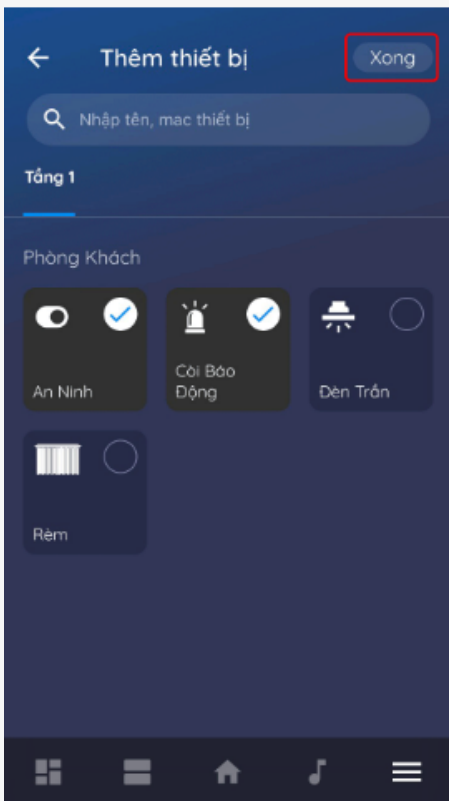 Thêm thiết bị
Xong
Nhập tên, mac thiết bị
Tầng 1
Phòng Khách
An Ninh
Còi Báo
Động
Đèn Trần
Rèm